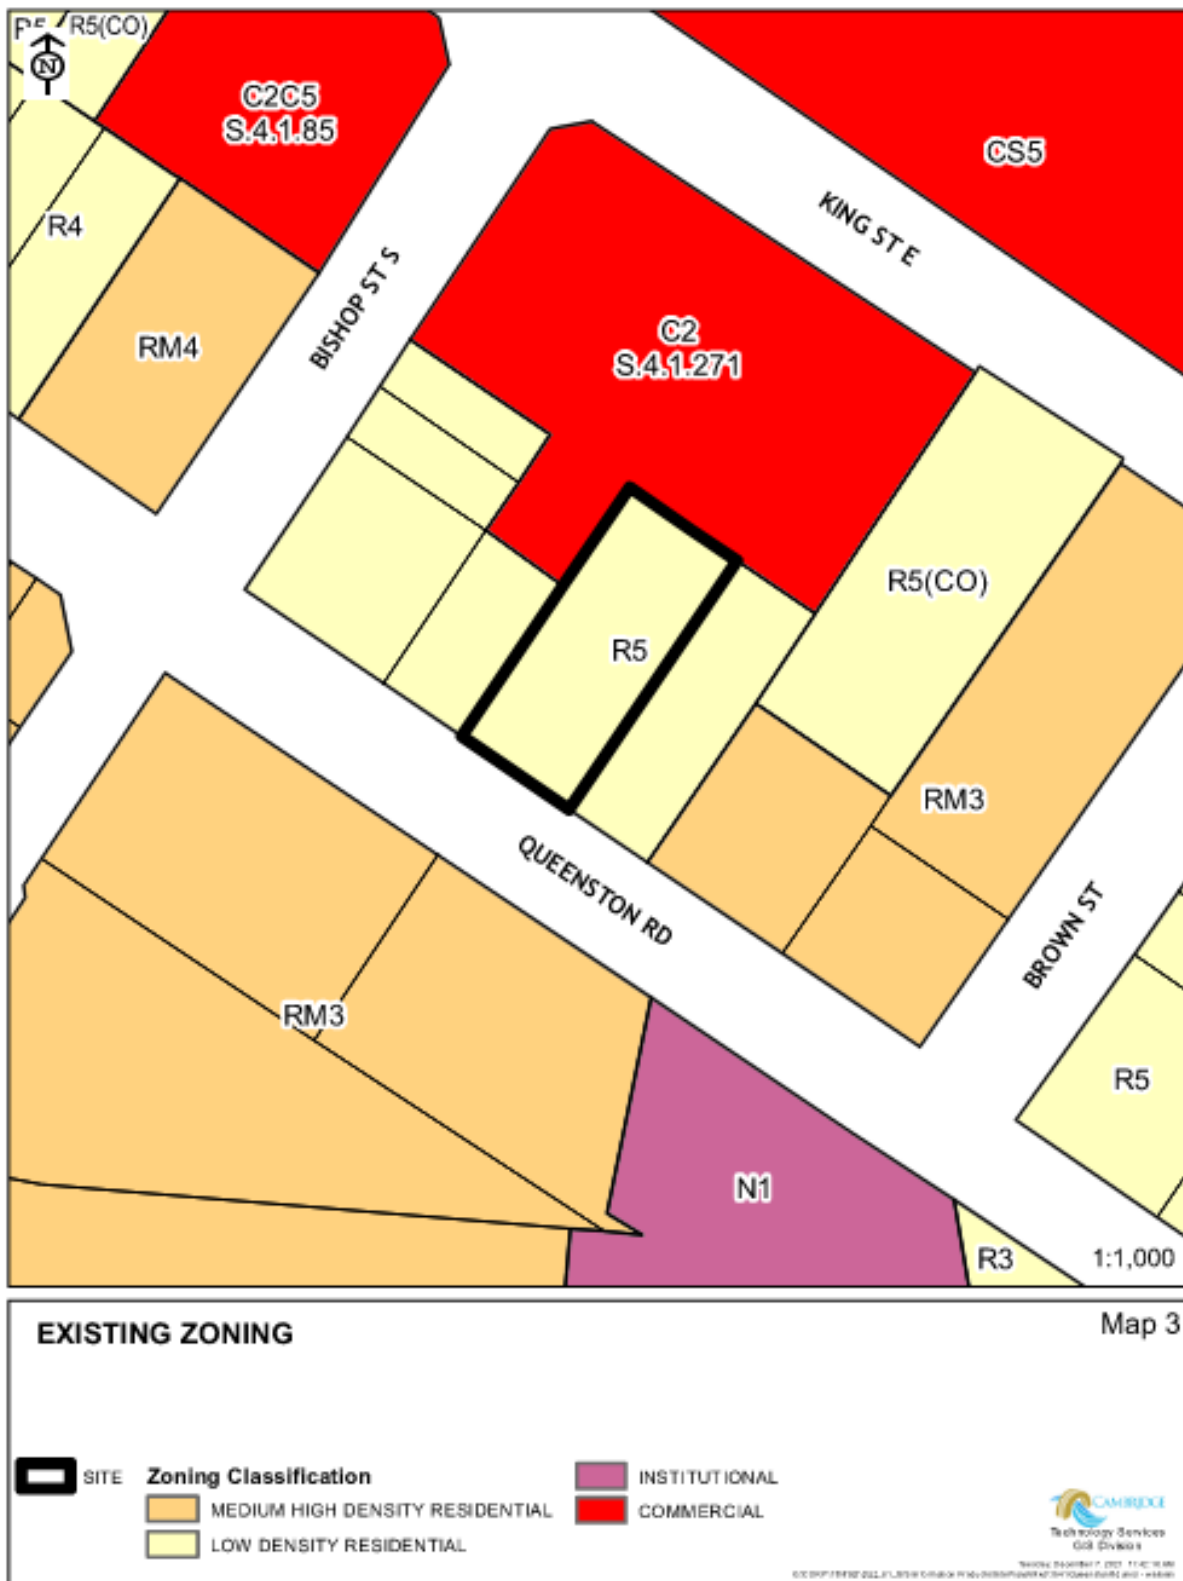 R5(CO)
N
C2C5
S.4.1.85
CS5
R4
KING ST E
BISHOP ST S
RM4
C2
S.4.1.271
R5(CO)
R5
RM3
QUEENSTON RD
BROWN ST
RM3
R5
N1
R3
1:1,000
EXISTING ZONING
Map 3
SITE
Zoning Classification
MEDIUM HIGH DENSITY RESIDENTIAL
LOW DENSITY RESIDENTIAL
INSTITUTIONAL
COMMERCIAL
CAMBRIDGE
Technology Services
GIS Division